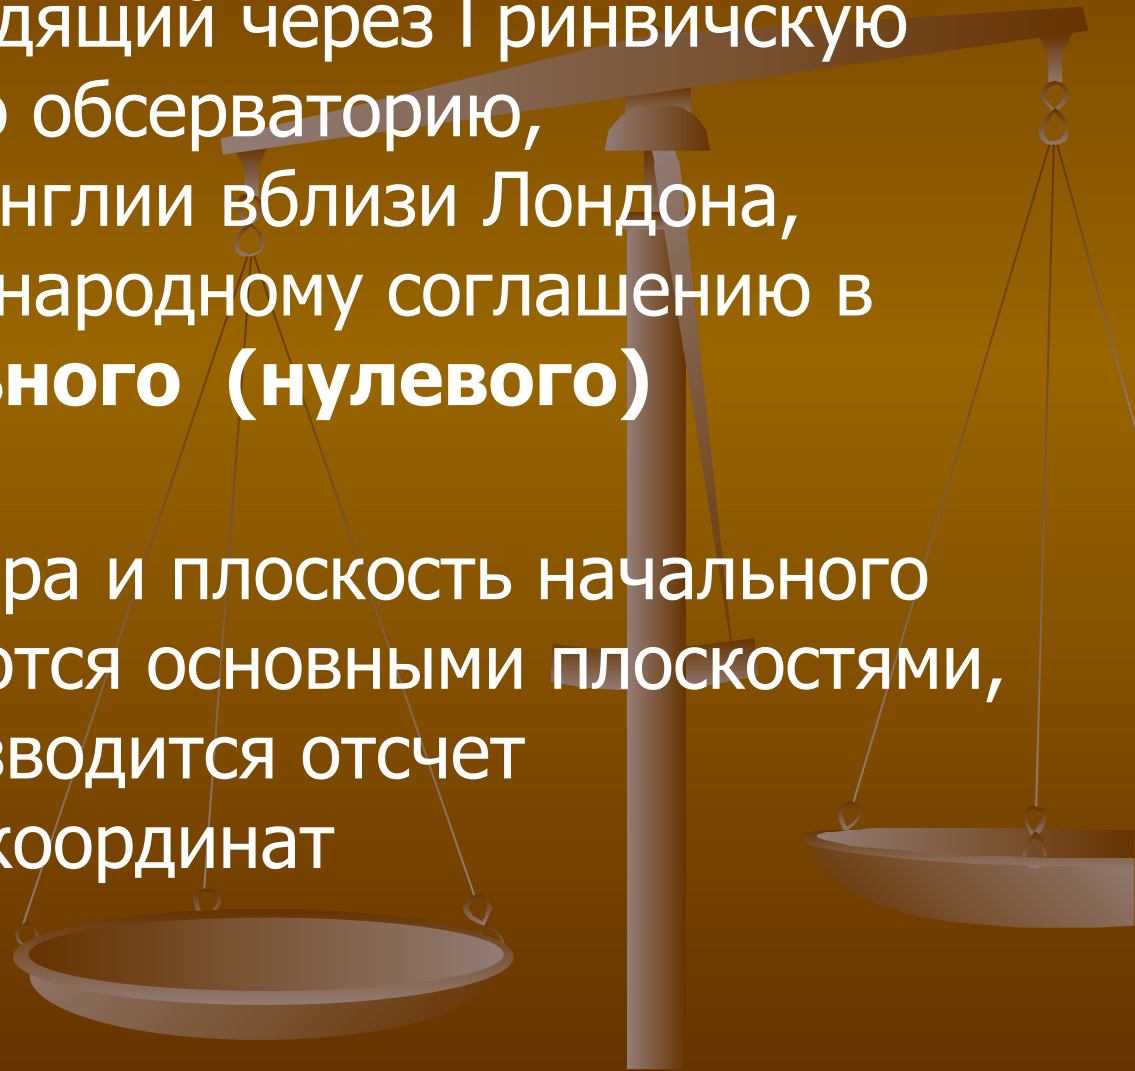 дящий через Гринвичскую
ю обсерваторию,
нглии вблизи Лондона,
народному соглашению в
ьного (нулевого)
ра и плоскость начального
ются основными плоскостями,
зводится отсчет
координат